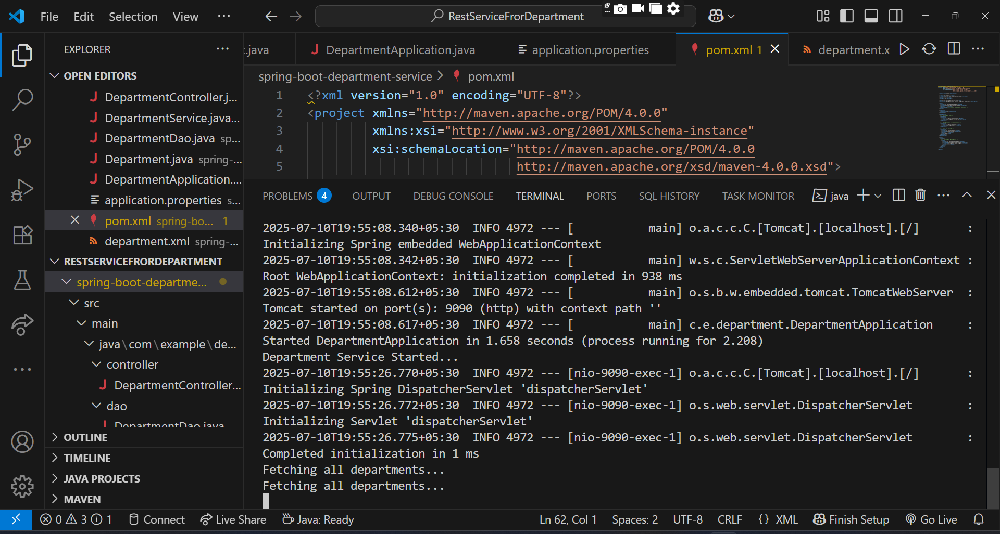 File Edit Selection View ...
RestServiceFrorDepartment
EXPLORER ...
OPEN EDITORS
DepartmentController.j...
DepartmentService.java...
DepartmentDao.java sp...
Department.java spring-...
DepartmentApplication....
application.properties s...
pom.xml spring-bo... 1
department.xml spring-...
RESTSERVICEFRORDEPARTMENT
spring-boot-departme...
src
main
java\com\example\de...
controller
DepartmentController...
dao
DepartmentDao.java
OUTLINE
TIMELINE
JAVA PROJECTS
MAVEN
t.java DepartmentApplication.java application.properties pom.xml 1 department.x
spring-boot-department-service > pom.xml
1 <?xml version="1.0" encoding="UTF-8"?>
2 <project xmlns="http://maven.apache.org/POM/4.0.0"
3 xmlns:xsi="http://www.w3.org/2001/XMLSchema-instance"
4 xsi:schemaLocation="http://maven.apache.org/POM/4.0.0
5 http://maven.apache.org/xsd/maven-4.0.0.xsd">
PROBLEMS 4 OUTPUT DEBUG CONSOLE TERMINAL PORTS SQL HISTORY TASK MONITOR java
2025-07-10T19:55:08.340+05:30  INFO 4972 --- [           main] o.a.c.c.C.[Tomcat].[localhost].[/]       :
Initializing Spring embedded WebApplicationContext
2025-07-10T19:55:08.342+05:30  INFO 4972 --- [           main] w.s.c.ServletWebServerApplicationContext :
Root WebApplicationContext: initialization completed in 938 ms
2025-07-10T19:55:08.612+05:30  INFO 4972 --- [           main] o.s.b.w.embedded.tomcat.TomcatWebServer  :
Tomcat started on port(s): 9090 (http) with context path ''
2025-07-10T19:55:08.617+05:30  INFO 4972 --- [           main] c.e.department.DepartmentApplication     :
Started DepartmentApplication in 1.658 seconds (process running for 2.208)
Department Service Started...
2025-07-10T19:55:26.770+05:30  INFO 4972 --- [nio-9090-exec-1] o.a.c.c.C.[Tomcat].[localhost].[/]       :
Initializing Spring DispatcherServlet 'dispatcherServlet'
2025-07-10T19:55:26.772+05:30  INFO 4972 --- [nio-9090-exec-1] o.s.web.servlet.DispatcherServlet        :
Initializing Servlet 'dispatcherServlet'
2025-07-10T19:55:26.775+05:30  INFO 4972 --- [nio-9090-exec-1] o.s.web.servlet.DispatcherServlet        :
Completed initialization in 1 ms
Fetching all departments...
Fetching all departments...
0 3 1 Connect Live Share Java: Ready Ln 62, Col 1 Spaces: 2 UTF-8 CRLF {} XML Finish Setup Go Live